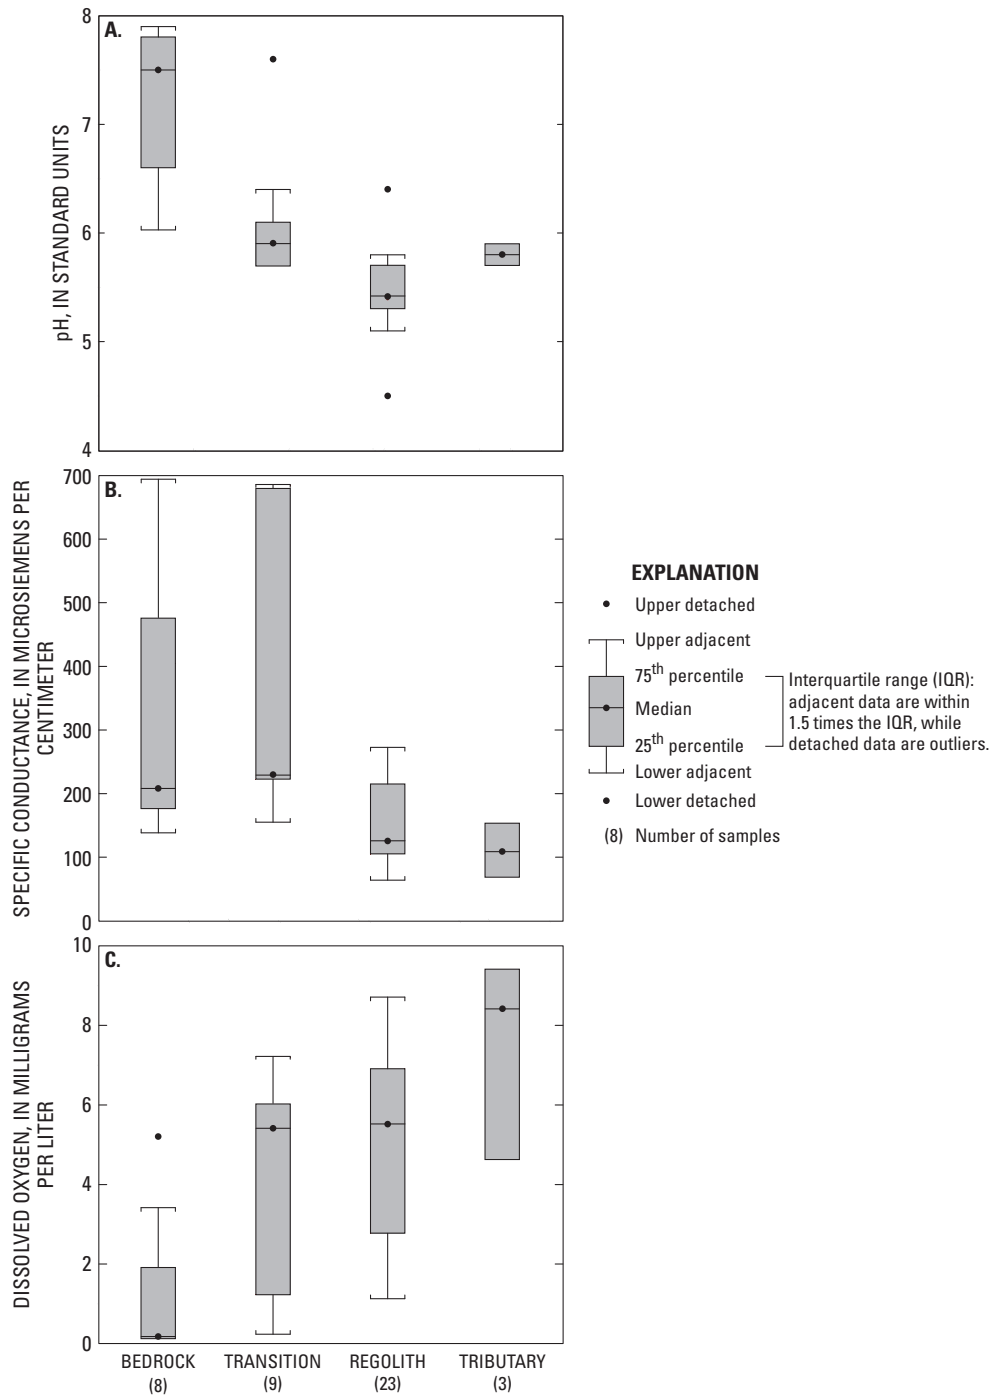 A.
8
7
6
5
4
pH, IN STANDARD UNITS
B.
700
600
500
400
300
200
100
0
SPECIFIC CONDUCTANCE, IN MICROSIEMENS PER
CENTIMETER
EXPLANATION
Upper detached
Upper adjacent
75th percentile
Median
25th percentile
Lower adjacent
Lower detached
(8) Number of samples
Interquartile range (IQR):
adjacent data are within
1.5 times the IQR, while
detached data are outliers.
C.
10
8
6
4
2
0
DISSOLVED OXYGEN, IN MILLIGRAMS
PER LITER
BEDROCK TRANSITION REGOLITH TRIBUTARY
(8) (9) (23) (3)